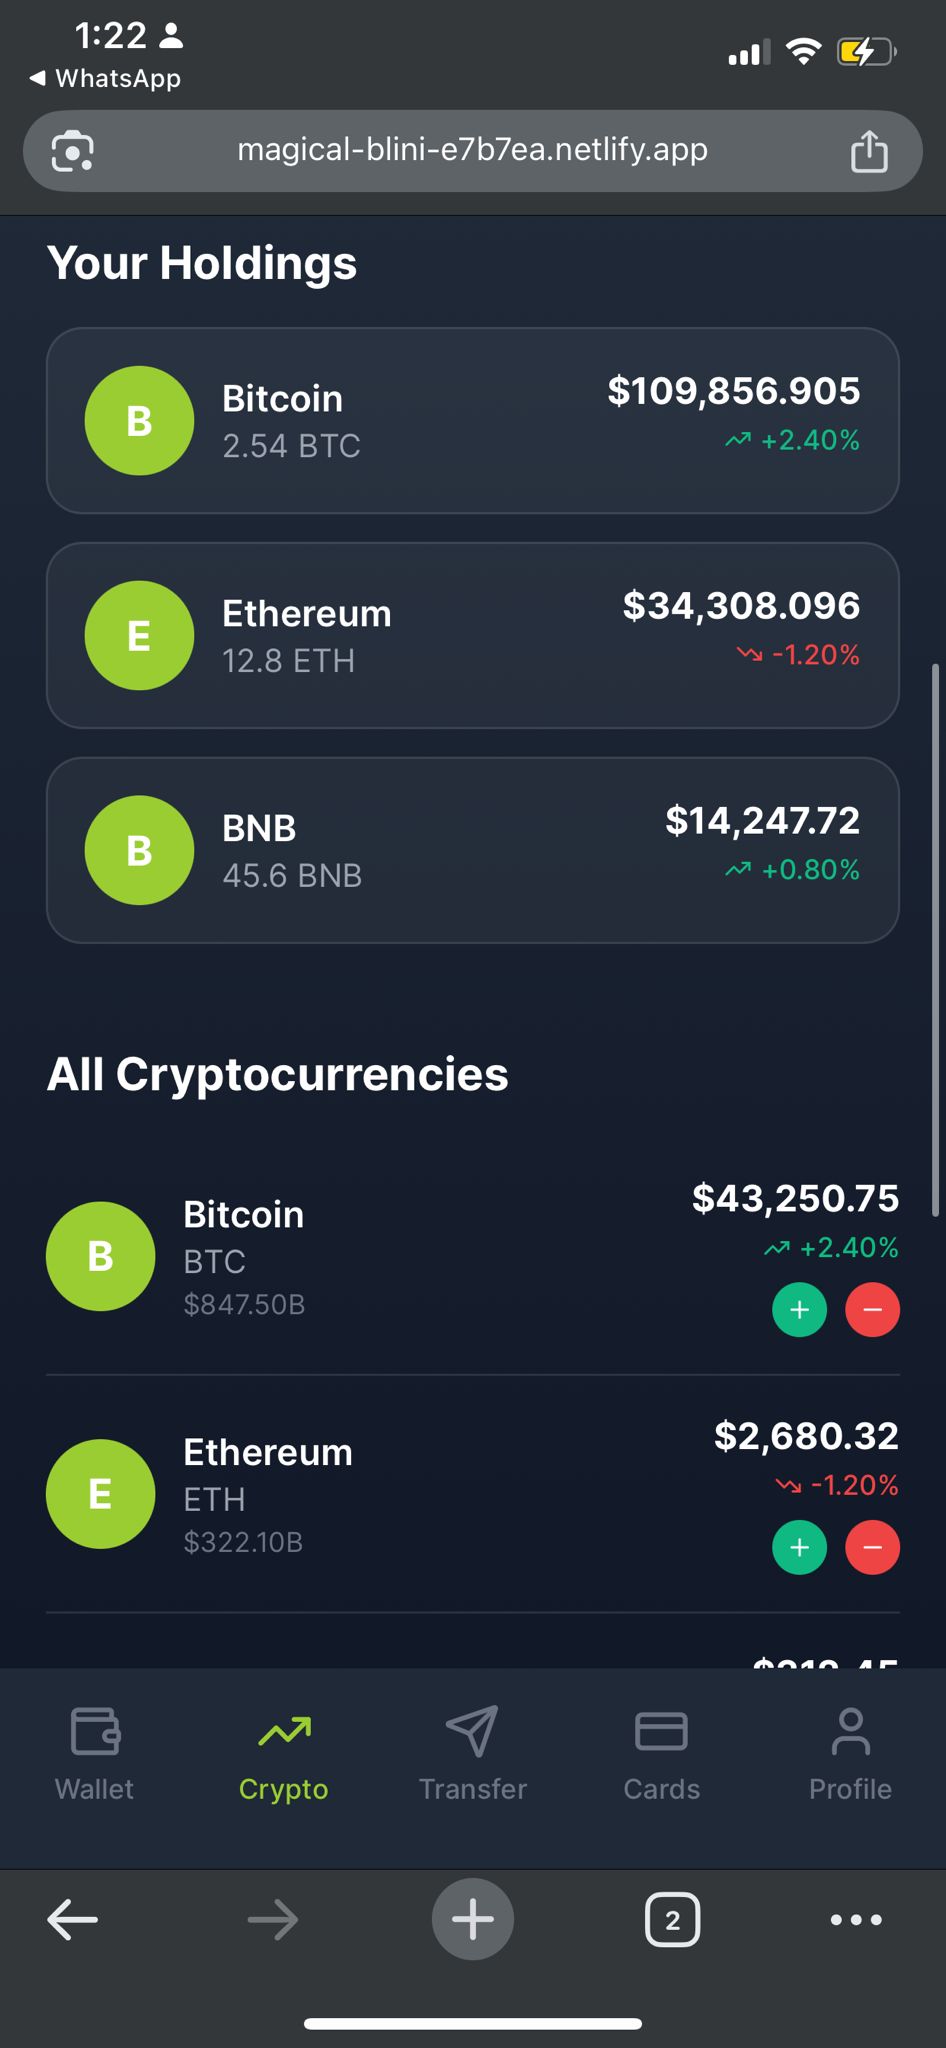 1:22
WhatsApp
magical-blini-e7b7ea.netlify.app
Your Holdings
B
Bitcoin
2.54 BTC
$109,856.905
+2.40%
E
Ethereum
12.8 ETH
$34,308.096
-1.20%
B
BNB
45.6 BNB
$14,247.72
+0.80%
All Cryptocurrencies
B
Bitcoin
BTC
$847.50B
$43,250.75
+2.40%
+ −
E
Ethereum
ETH
$322.10B
$2,680.32
-1.20%
+ −
Wallet
Crypto
Transfer
Cards
Profile
2